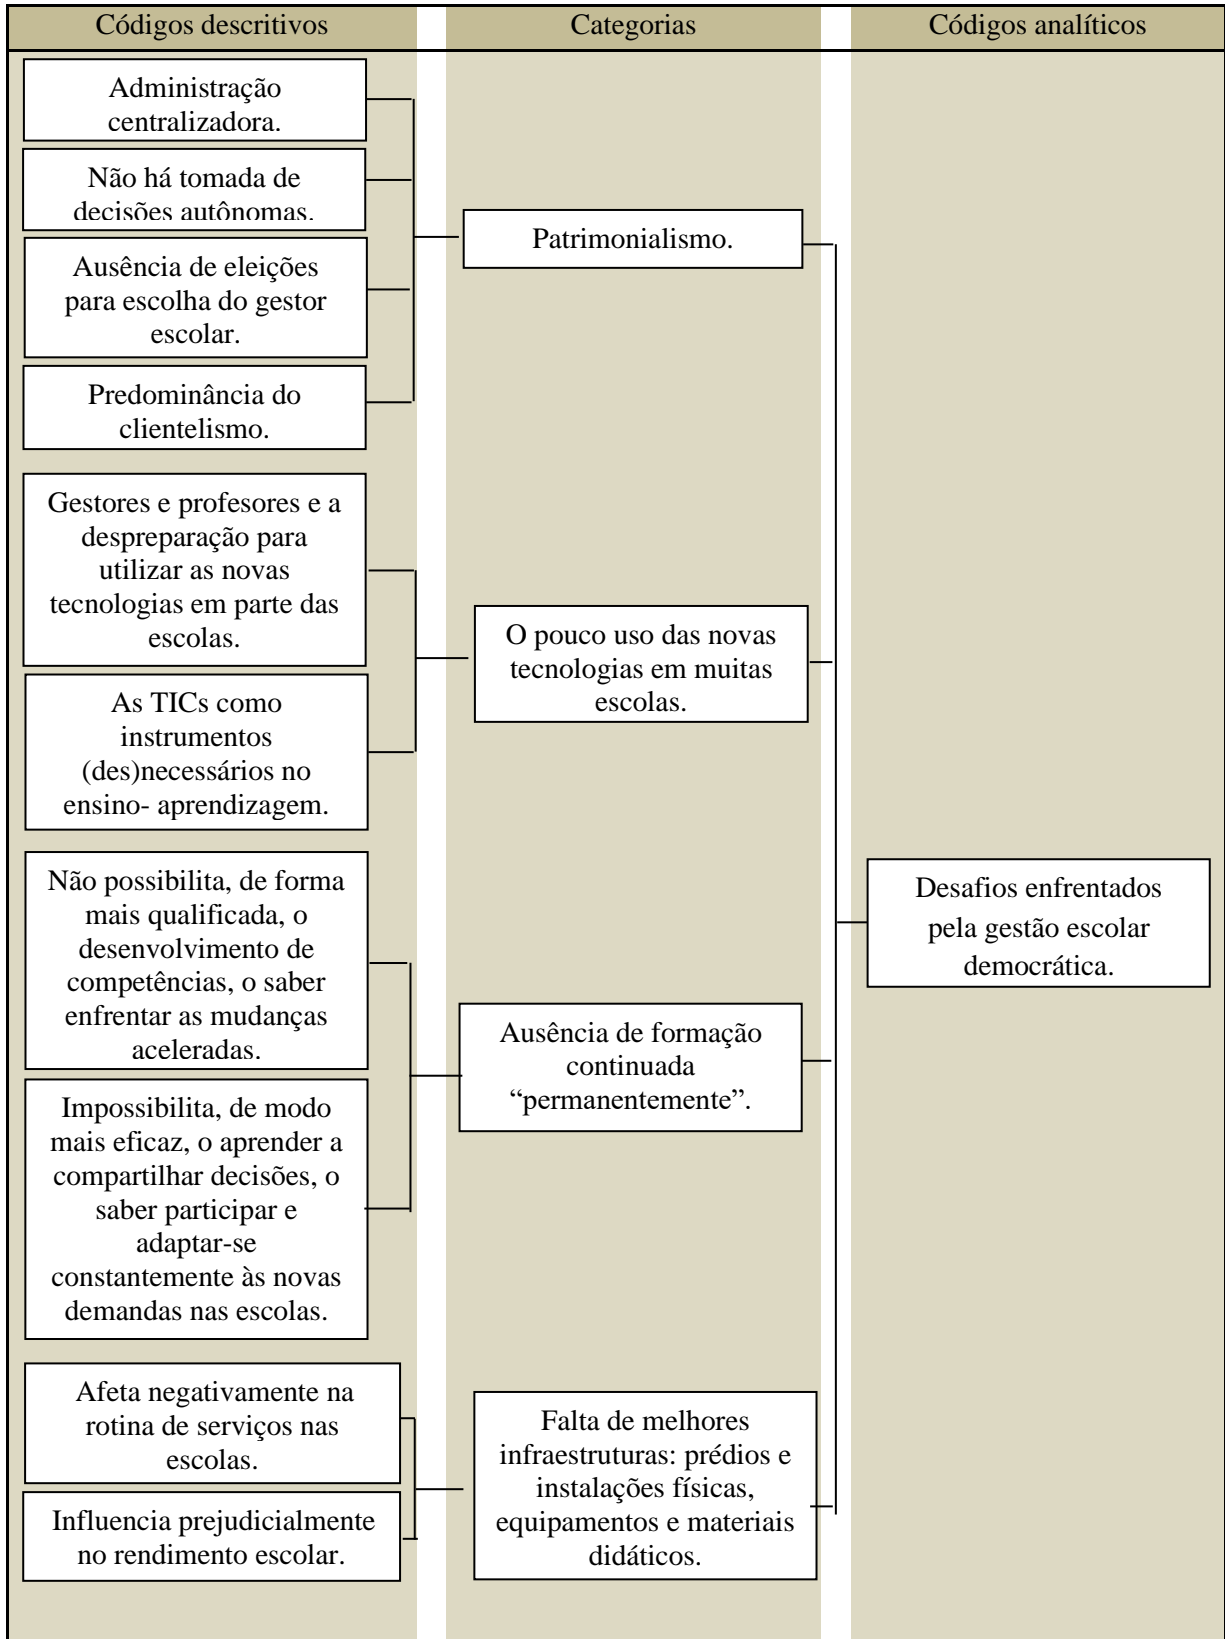 Códigos descritivos
Categorias
Códigos analíticos
Administração
centralizadora.
Não há tomada de
decisões autônomas.
Ausência de eleições
para escolha do gestor
escolar.
Predominância do
clientelismo.
Patrimonialismo.
Gestores e profesores e a
despreparação para
utilizar as novas
tecnologias em parte das
escolas.
As TICs como
instrumentos
(des)necessários no
ensino- aprendizagem.
O pouco uso das novas
tecnologias em muitas
escolas.
Não possibilita, de forma
mais qualificada, o
desenvolvimento de
competências, o saber
enfrentar as mudanças
aceleradas.
Impossibilita, de modo
mais eficaz, o aprender a
compartilhar decisões, o
saber participar e
adaptar-se
constantemente às novas
demandas nas escolas.
Ausência de formação
continuada
“permanentemente”.
Afeta negativamente na
rotina de serviços nas
escolas.
Influencia prejudicialmente
no rendimento escolar.
Falta de melhores
infraestruturas: prédios e
instalações físicas,
equipamentos e materiais
didáticos.
Desafios enfrentados
pela gestão escolar
democrática.